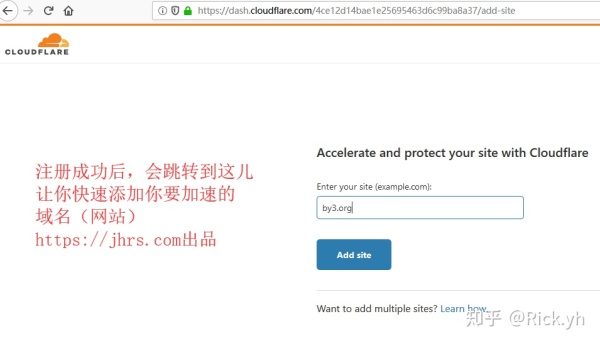 https://dash.cloudflare.com/4ce12d14bae1e25695463d6c99ba8a37/add-site
CLOUDFLARE
注册成功后，会跳转到这儿
让你快速添加你要加速的
域名（网站）
https://jhrs.com出品
Accelerate and protect your site with Cloudflare
Enter your site (example.com):
by3.org
Add site
Want to add multiple sites? Learn how.
知乎 @Rick.yh